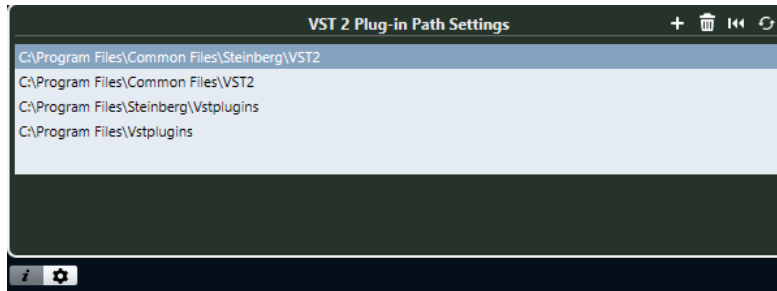 VST 2 Plug-in Path Settings
C:\Program Files\Common Files\Steinberg\VST2
C:\Program Files\Common Files\VST2
C:\Program Files\Steinberg\Vstplugins
C:\Program Files\Vstplugins
i